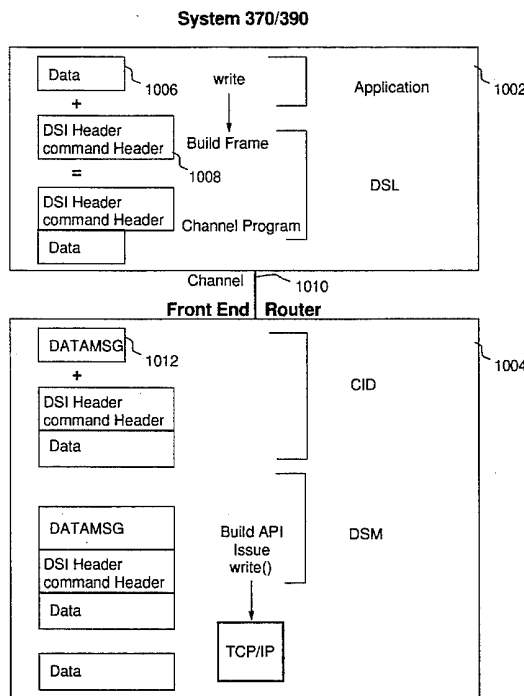 System 370/390
Data
1006
write
Application
1002
+
DSI Header
command Header
1008
Build Frame
=
DSL
DSI Header
command Header
Data
Channel Program
Channel
1010
Front End Router
DATAMSG
1012
1004
+
CID
DSI Header
command Header
Data
DATAMSG
DSI Header
command Header
Data
Build API
Issue
write()
DSM
TCP/IP
Data